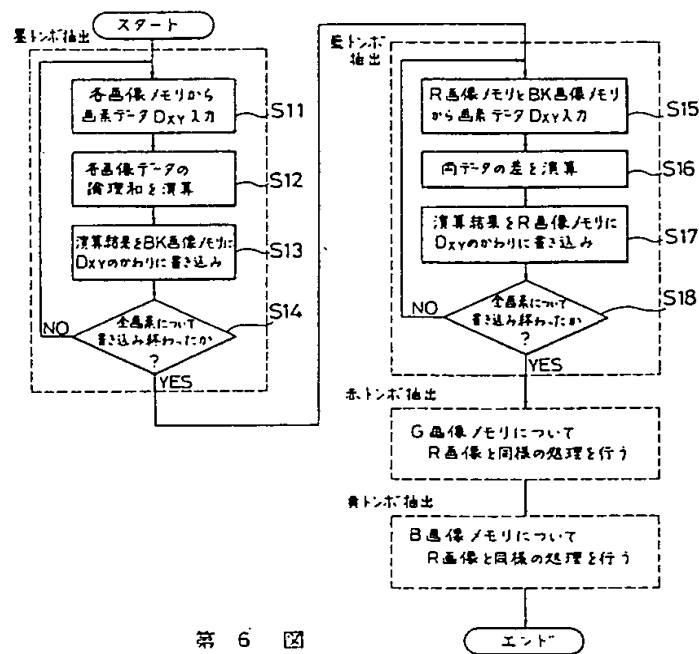 スタート
墨トンボ抽出
各画像メモリから
画素データDxy入力
S11
各画像データの
論理和を演算
S12
演算結果をBK画像メモリに
Dxyのかわりに書き込み
S13
全画素について
書き込み終わったか
?
S14
NO
YES
藍トンボ
抽出
R画像メモリとBK画像メモリ
から画素データDxy入力
S15
両データの差を演算
S16
演算結果をR画像メモリに
Dxyのかわりに書き込み
S17
全画素について
書き込み終わったか
?
S18
NO
YES
赤トンボ抽出
G画像メモリについて
R画像と同様の処理を行う
黄トンボ抽出
B画像メモリについて
R画像と同様の処理を行う
エンド
第 6 図